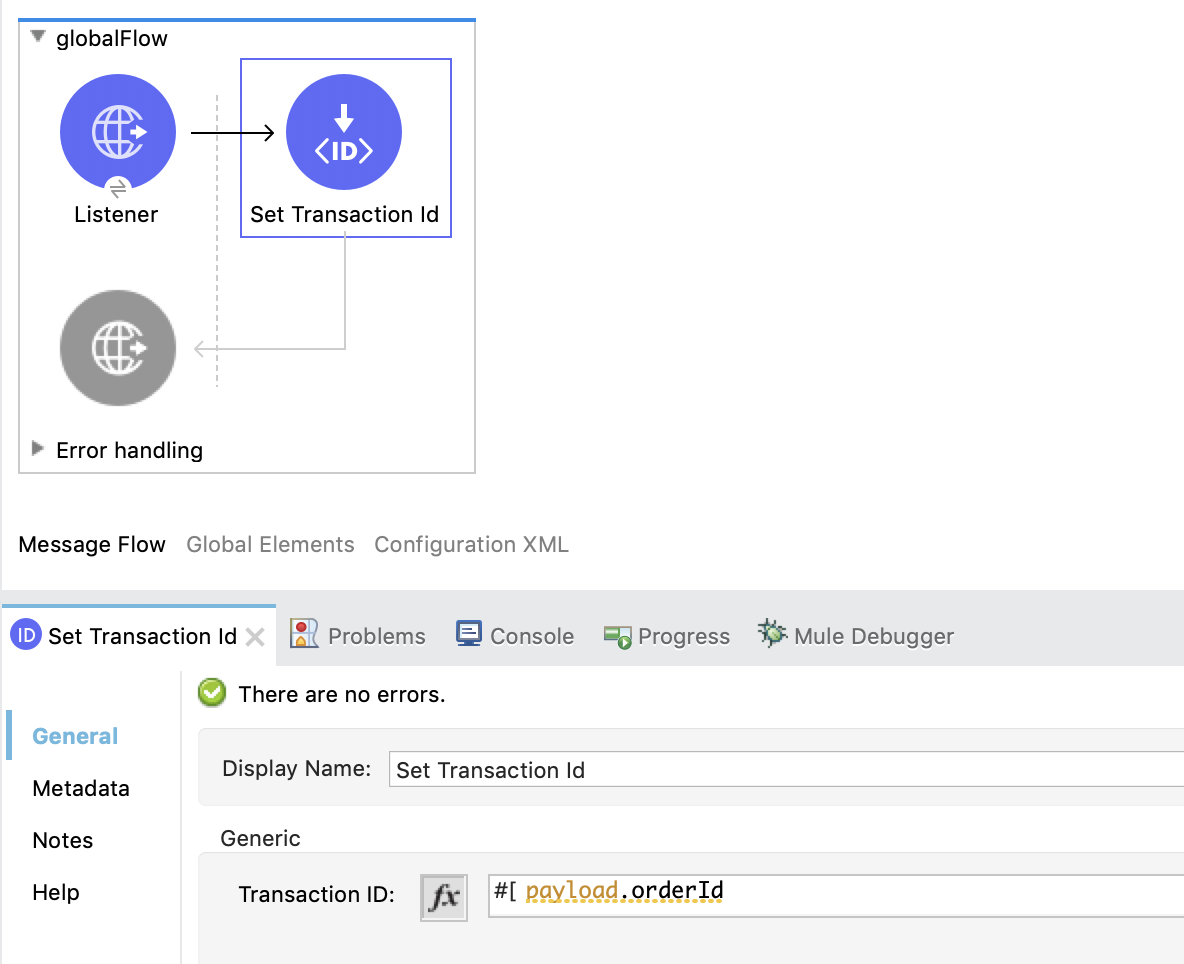 globalFlow
<ID>
Listener
Set Transaction Id
Error handling
Message Flow Global Elements Configuration XML
ID Set Transaction Id Problems Console Progress Mule Debugger
There are no errors.
General
Display Name: Set Transaction Id
Metadata
Generic
Notes
Transaction ID: fx #[ payload.orderId
Help